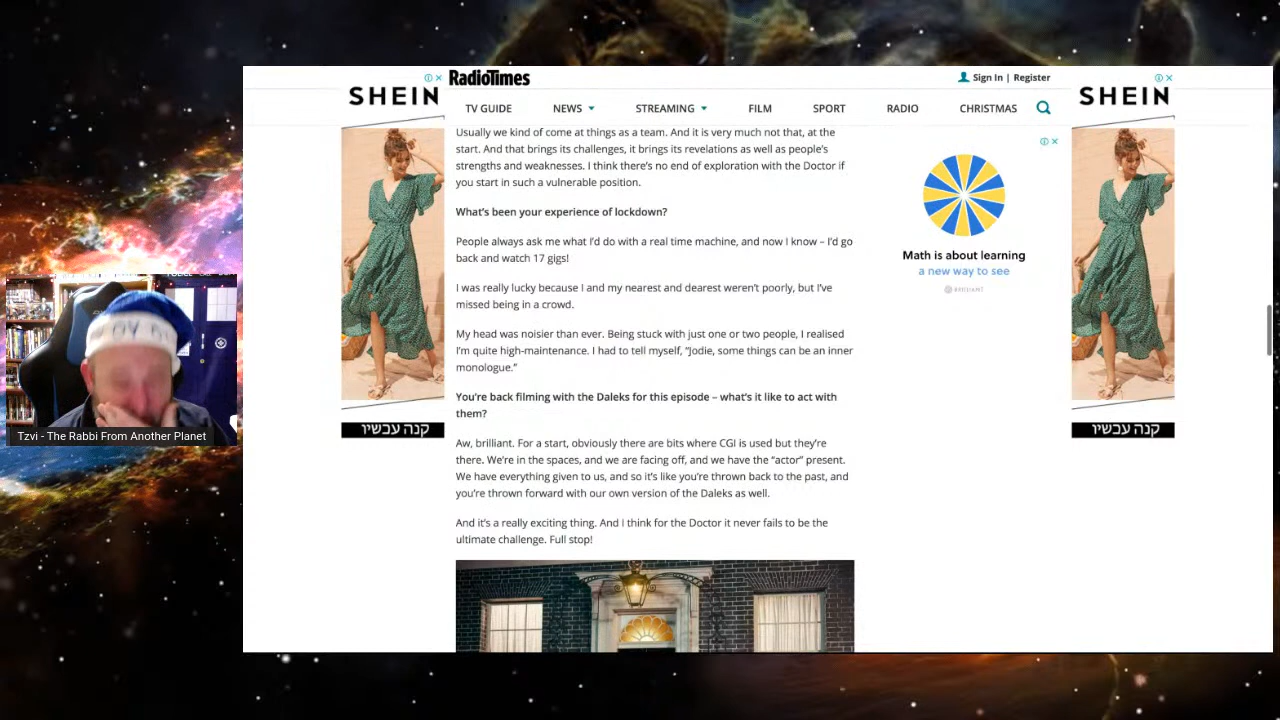 SHEIN
RadioTimes
Sign In | Register
SHEIN
TV GUIDE
NEWS
STREAMING
FILM
SPORT
RADIO
CHRISTMAS
Usually we kind of come at things as a team. And it is very much not that, at the
start. And that brings its challenges, it brings its revelations as well as people's
strengths and weaknesses. I think there's no end of exploration with the Doctor if
you start in such a vulnerable position.
What's been your experience of lockdown?
People always ask me what I'd do with a real time machine, and now I know – I'd go
back and watch 17 gigs!
I was really lucky because I and my nearest and dearest weren't poorly, but I've
missed being in a crowd.
My head was noisier than ever. Being stuck with just one or two people, I realised
I'm quite high-maintenance. I had to tell myself, "Jodie, some things can be an inner
monologue."
You're back filming with the Daleks for this episode – what's it like to act with
them?
Aw, brilliant. For a start, obviously there are bits where CGI is used but they're
there. We're in the spaces, and we are facing off, and we have the "actor" present.
We have everything given to us, and so it's like you're thrown back to the past, and
you're thrown forward with our own version of the Daleks as well.
And it's a really exciting thing. And I think for the Doctor it never fails to be the
ultimate challenge. Full stop!
Math is about learning
a new way to see
BRILLIANT
קנה עכשיו
קנה עכשיו
Tzvi - The Rabbi From Another Planet